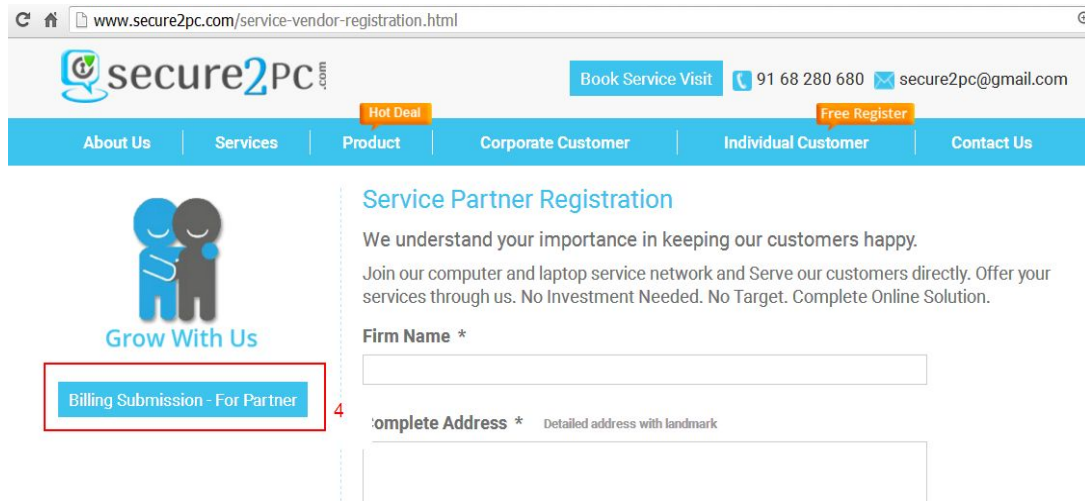 www.secure2pc.com/service-vendor-registration.html
secure2PC.com
Book Service Visit 91 68 280 680 secure2pc@gmail.com
Hot Deal Free Register
About Us Services Product Corporate Customer Individual Customer Contact Us
Service Partner Registration
We understand your importance in keeping our customers happy.
Join our computer and laptop service network and Serve our customers directly. Offer your
services through us. No Investment Needed. No Target. Complete Online Solution.
Grow With Us
Firm Name *
Billing Submission - For Partner
4
omplete Address * Detailed address with landmark